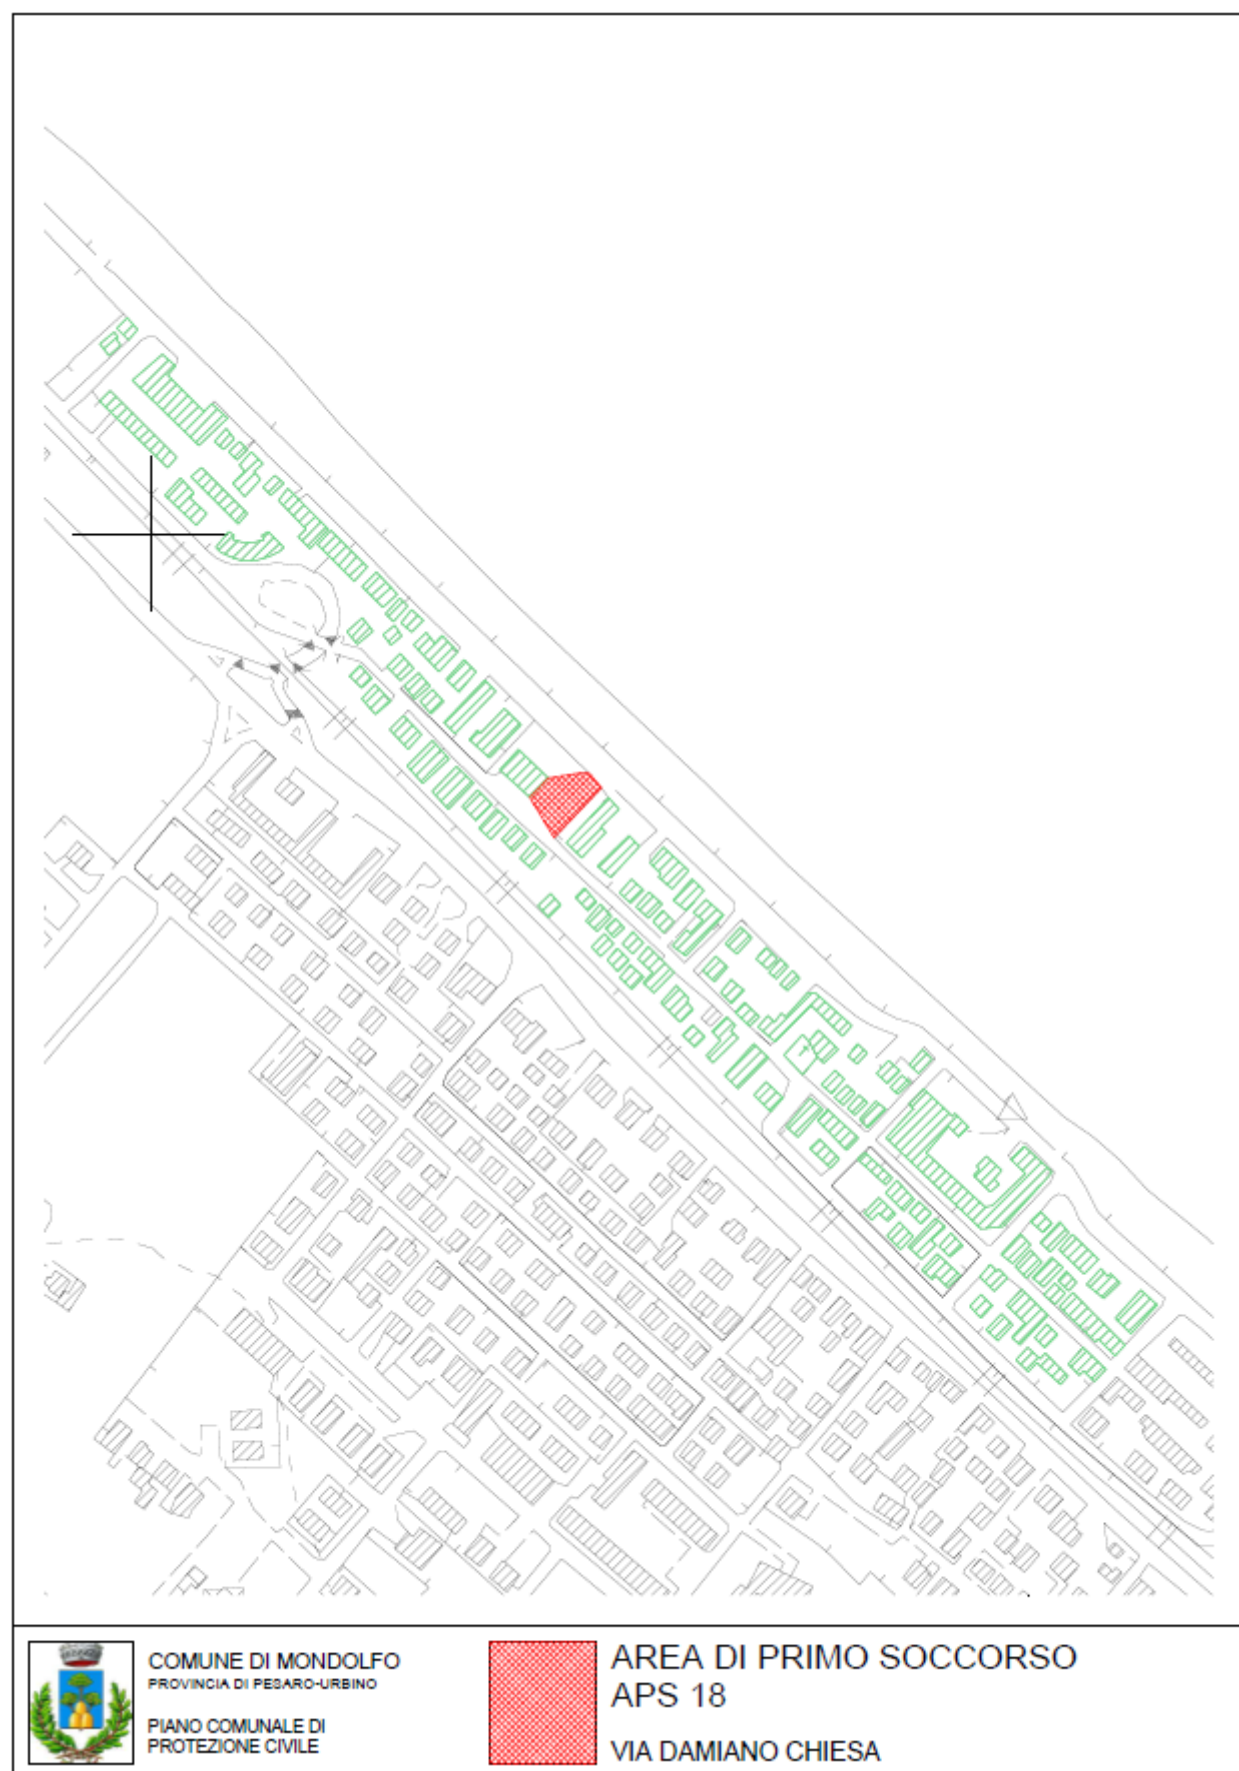 COMUNE DI MONDOLFO
PROVINCIA DI PESARO-URBINO
PIANO COMUNALE DI
PROTEZIONE CIVILE
AREA DI PRIMO SOCCORSO
APS 18
VIA DAMIANO CHIESA